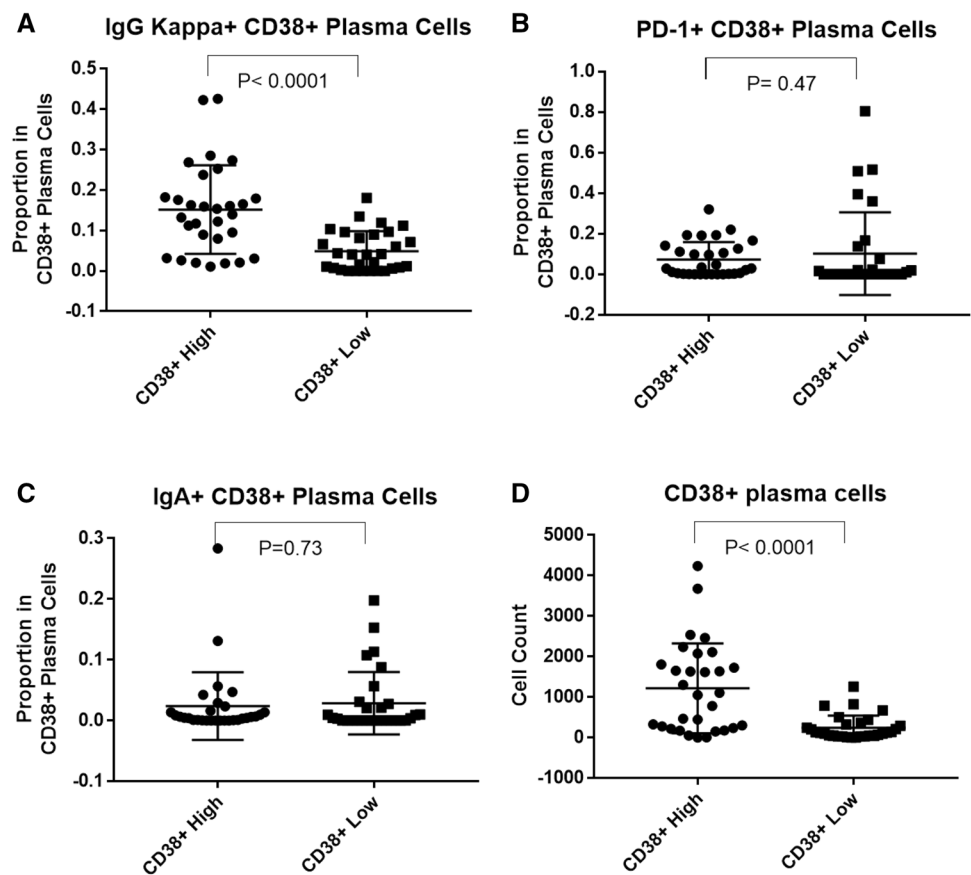 A
IgG Kappa+ CD38+ Plasma Cells
P< 0.0001
Proportion in
CD38+ Plasma Cells
0.5
0.4
0.3
0.2
0.1
0.0
-0.1
CD38+ High
CD38+ Low
B
PD-1+ CD38+ Plasma Cells
P= 0.47
Proportion in
CD38+ Plasma Cells
1.0
0.8
0.6
0.4
0.2
0.0
-0.2
CD38+ High
CD38+ Low
C
IgA+ CD38+ Plasma Cells
P=0.73
Proportion in
CD38+ Plasma Cells
0.3
0.2
0.1
0.0
-0.1
CD38+ High
CD38+ Low
D
CD38+ plasma cells
P< 0.0001
Cell Count
5000
4000
3000
2000
1000
0
-1000
CD38+ High
CD38+ Low